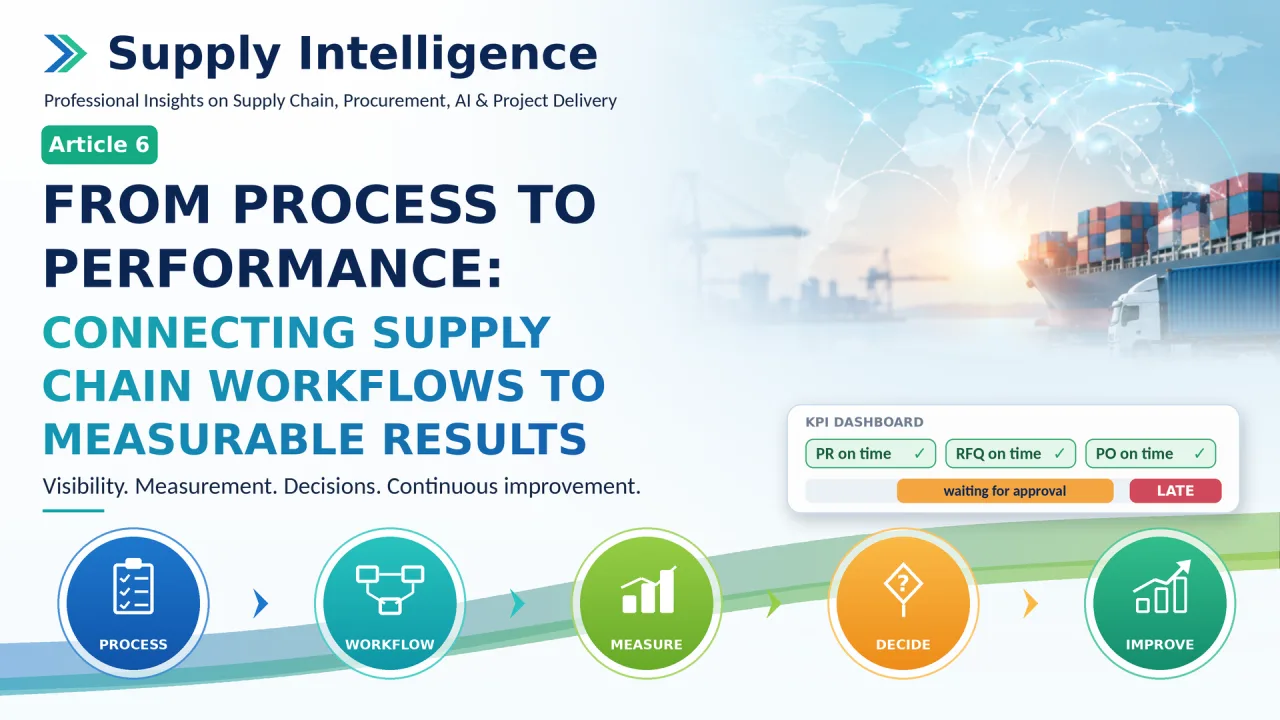 Supply Intelligence
Professional Insights on Supply Chain, Procurement, AI & Project Delivery
Article 6
FROM PROCESS TO
PERFORMANCE:
CONNECTING SUPPLY
CHAIN WORKFLOWS TO
MEASURABLE RESULTS
Visibility. Measurement. Decisions. Continuous improvement.
KPI DASHBOARD
PR on time ✓
RFQ on time ✓
PO on time ✓
waiting for approval
LATE
PROCESS
WORKFLOW
MEASURE
?
DECIDE
IMPROVE